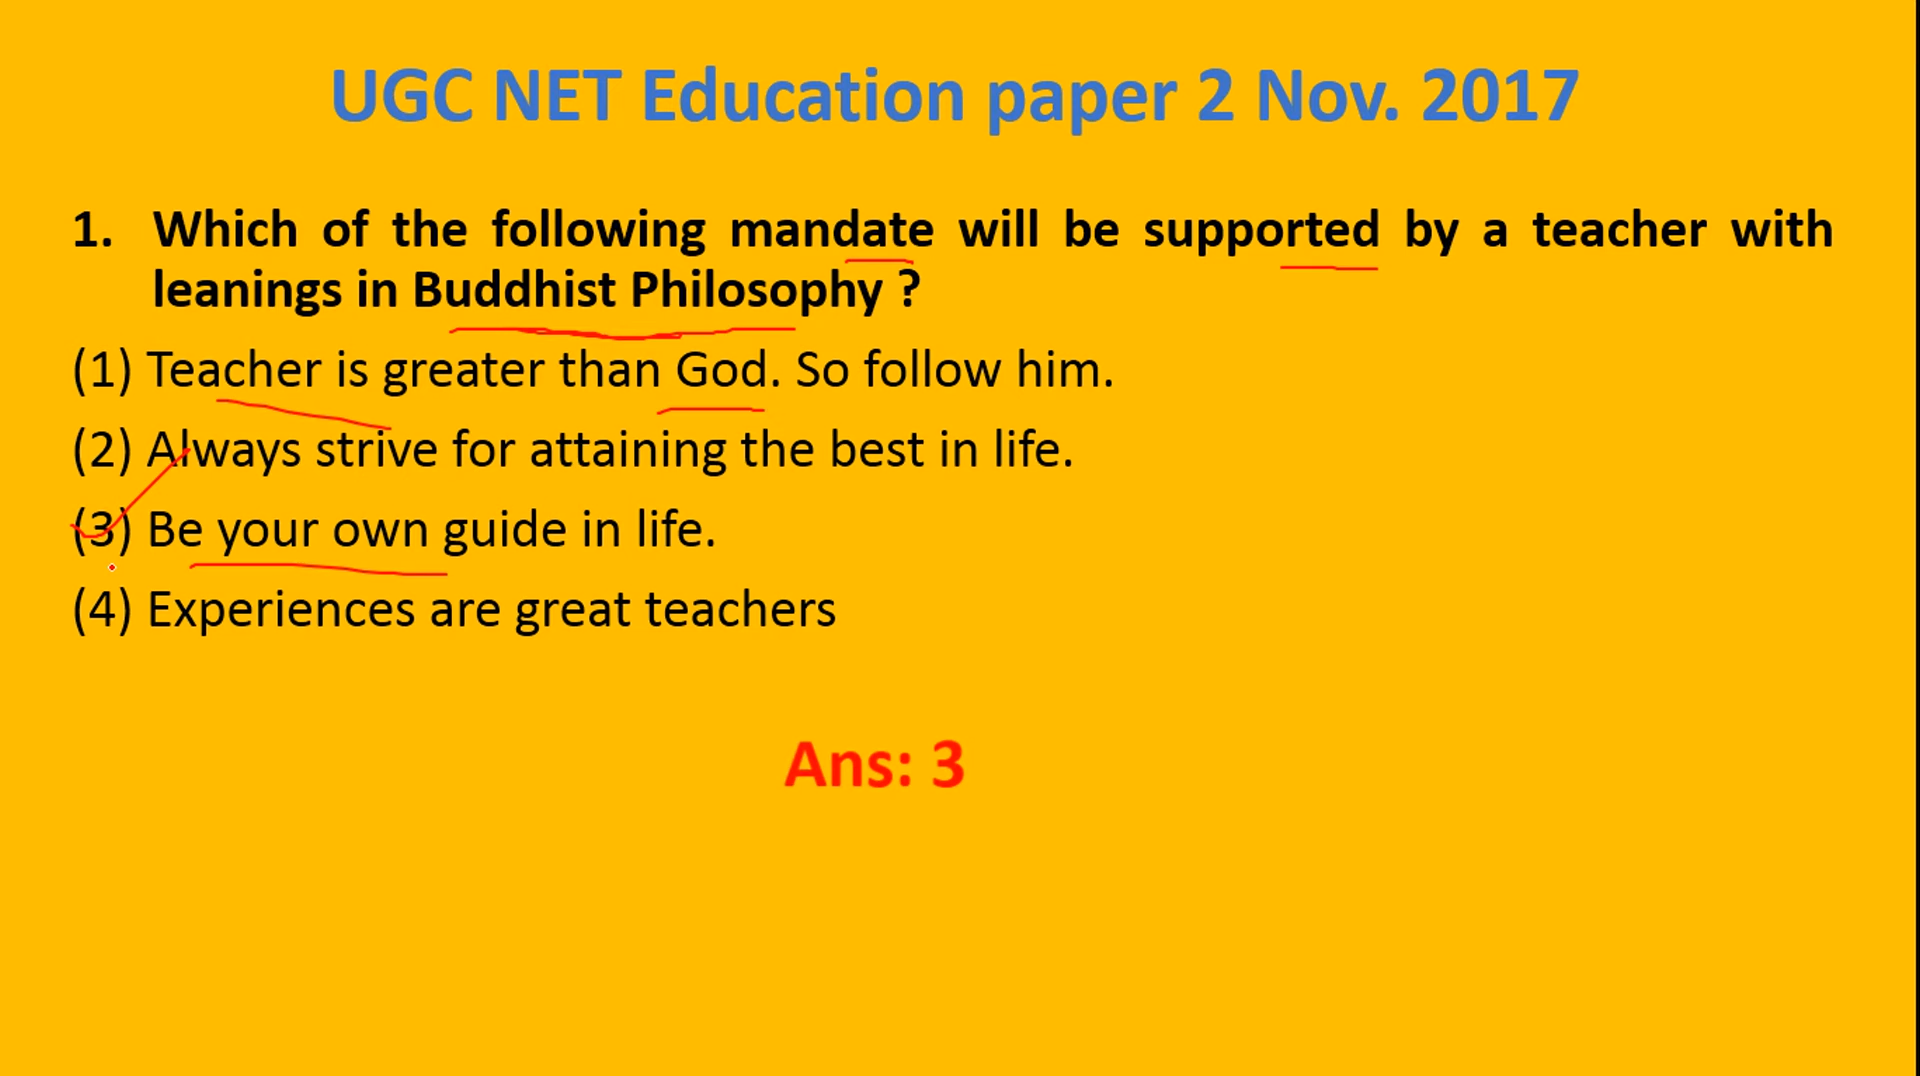 UGC NET Education paper 2 Nov. 2017
1. Which of the following mandate will be supported by a teacher with
leanings in Buddhist Philosophy ?
(1) Teacher is greater than God. So follow him.
(2) Always strive for attaining the best in life.
(3) Be your own guide in life.
(4) Experiences are great teachers
Ans: 3